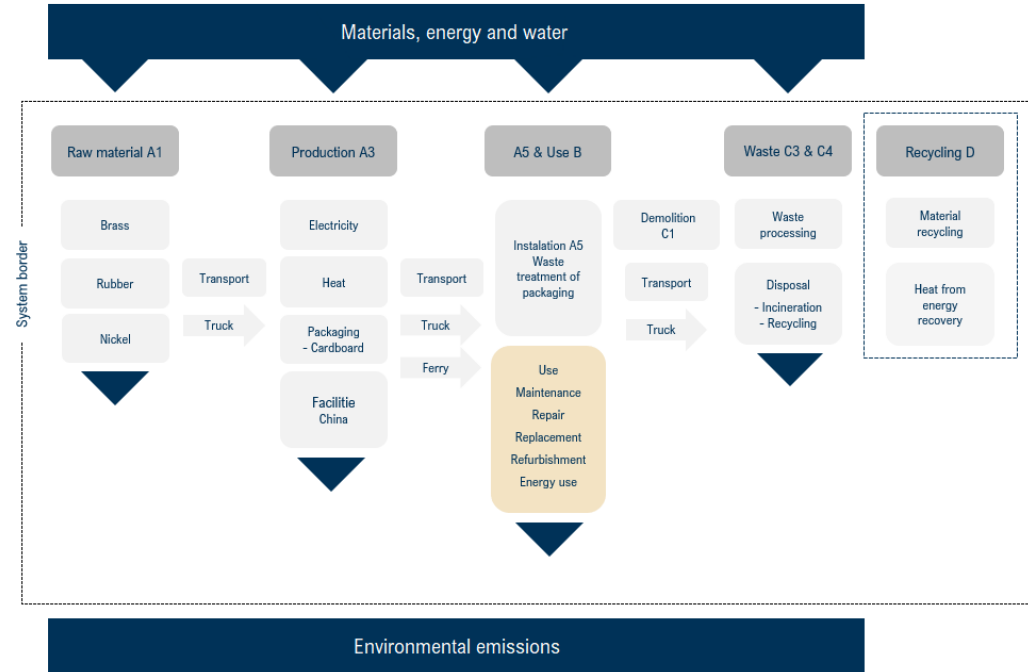 Materials, energy and water
System border
Raw material A1
Brass
Rubber
Nickel
Transport
Truck
Production A3
Electricity
Heat
Packaging
- Cardboard
Facilitie
China
Transport
Truck
Ferry
A5 & Use B
Instalation A5
Waste
treatment of
packaging
Use
Maintenance
Repair
Replacement
Refurbishment
Energy use
Demolition
C1
Transport
Truck
Waste C3 & C4
Waste
processing
Disposal
- Incineration
- Recycling
Recycling D
Material
recycling
Heat from
energy
recovery
Environmental emissions